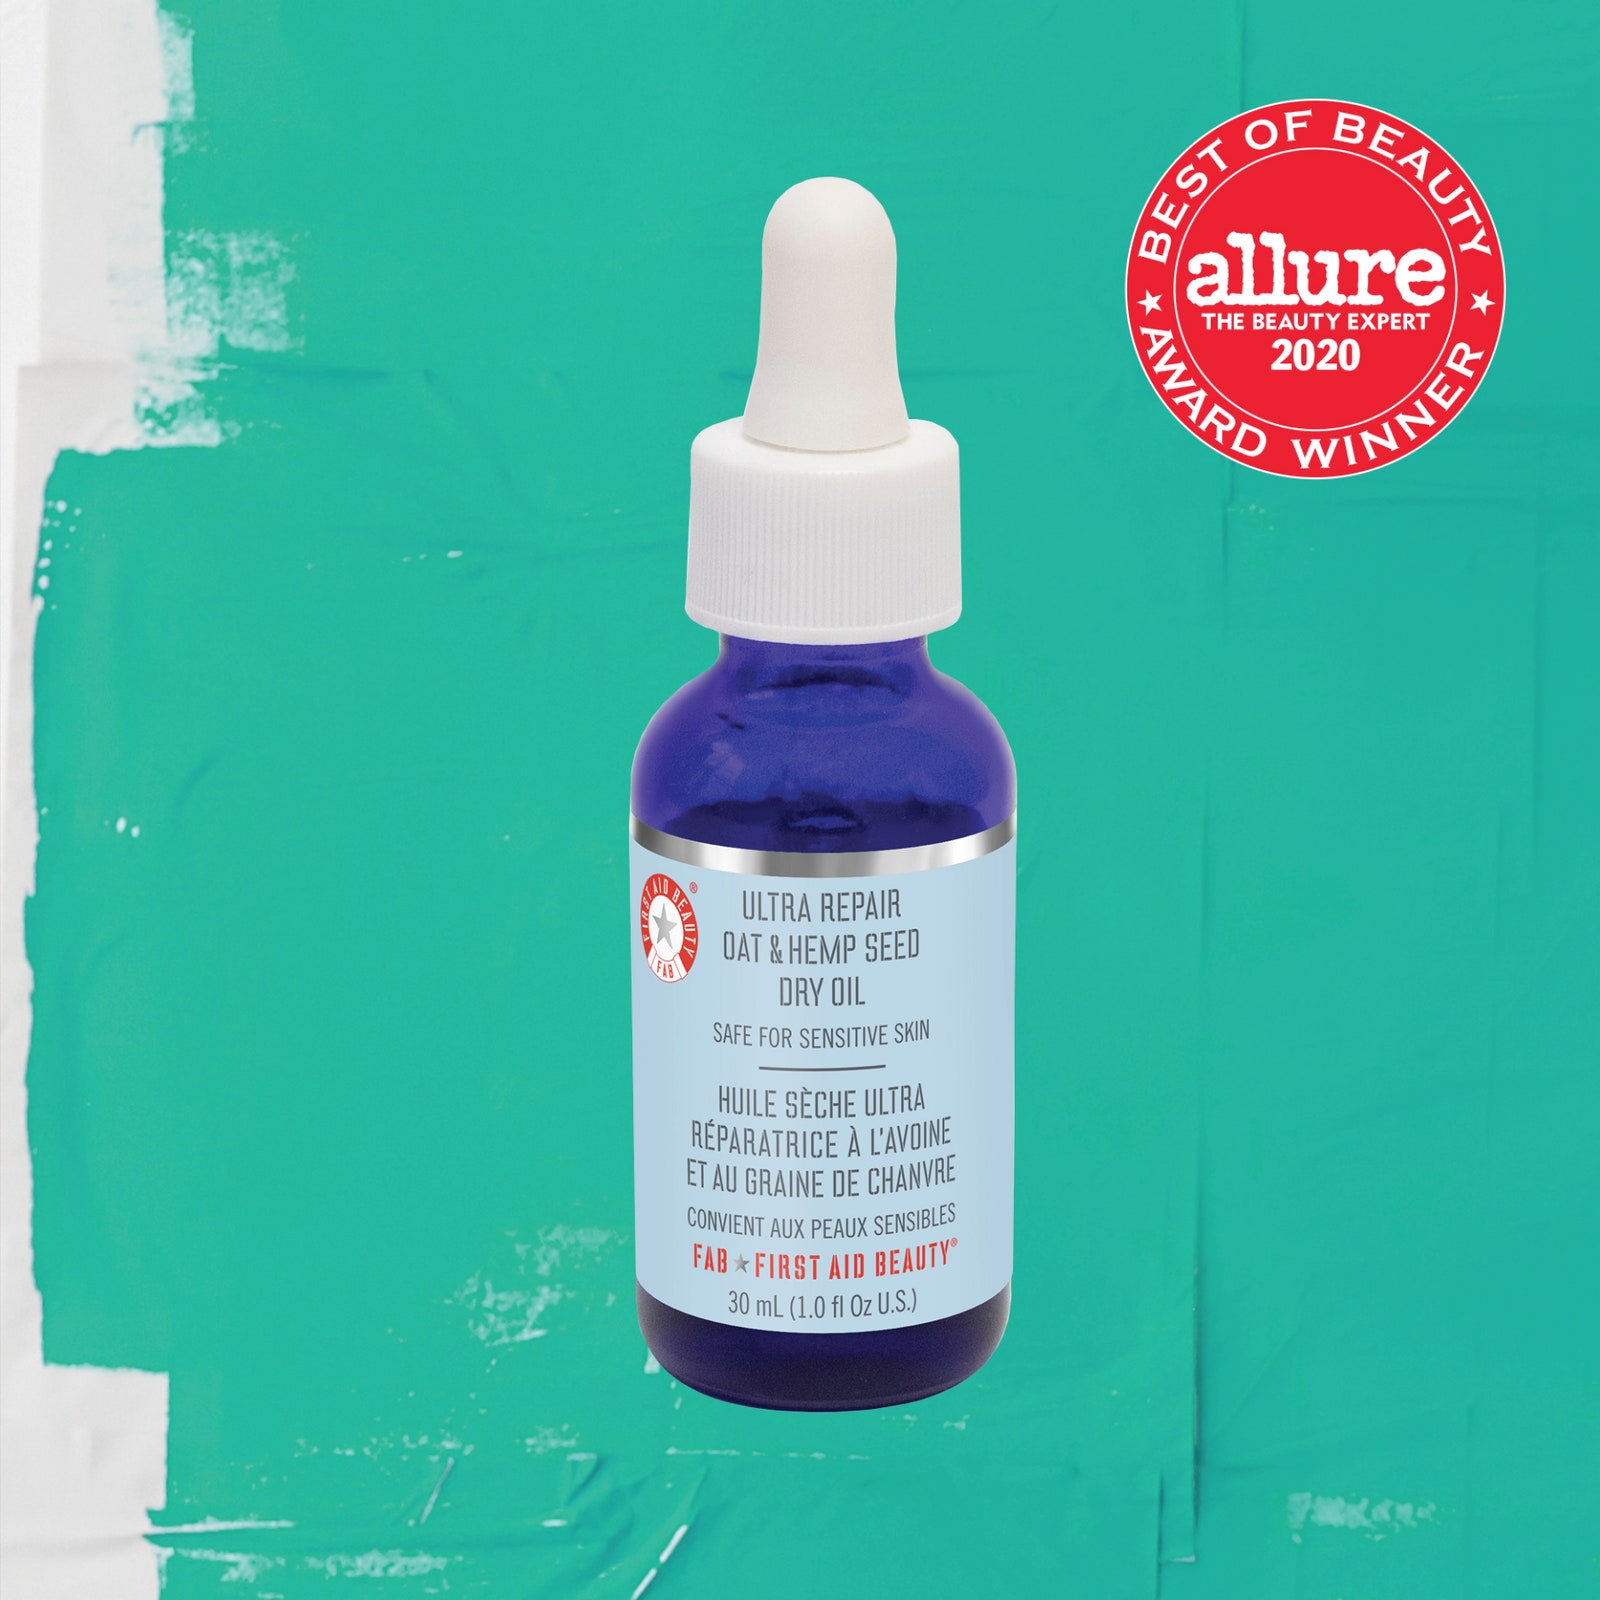 BEST OF BEAUTY
allure
THE BEAUTY EXPERT
2020
AWARD WINNER
FIRST AID BEAUTY ®
FAB
ULTRA REPAIR
OAT & HEMP SEED
DRY OIL
SAFE FOR SENSITIVE SKIN
HUILE SÈCHE ULTRA
RÉPARATRICE À L'AVOINE
ET AU GRAINE DE CHANVRE
CONVIENT AUX PEAUX SENSIBLES
FAB ★ FIRST AID BEAUTY®
30 mL (1.0 fl Oz U.S.)